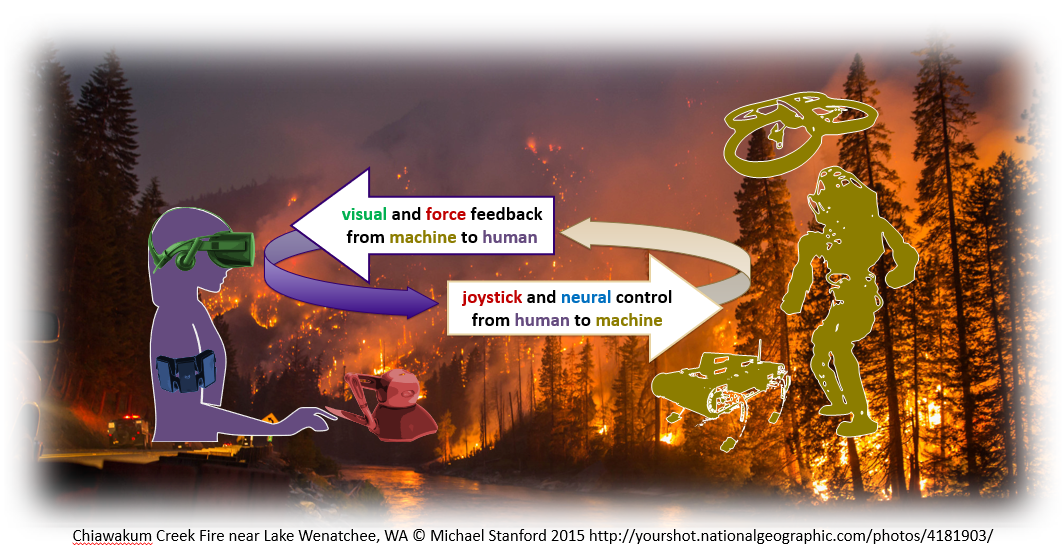 visual and force feedback
from machine to human
joystick and neural control
from human to machine
Chiawakum Creek Fire near Lake Wenatchee, WA © Michael Stanford 2015 http://yourshot.nationalgeographic.com/photos/4181903/